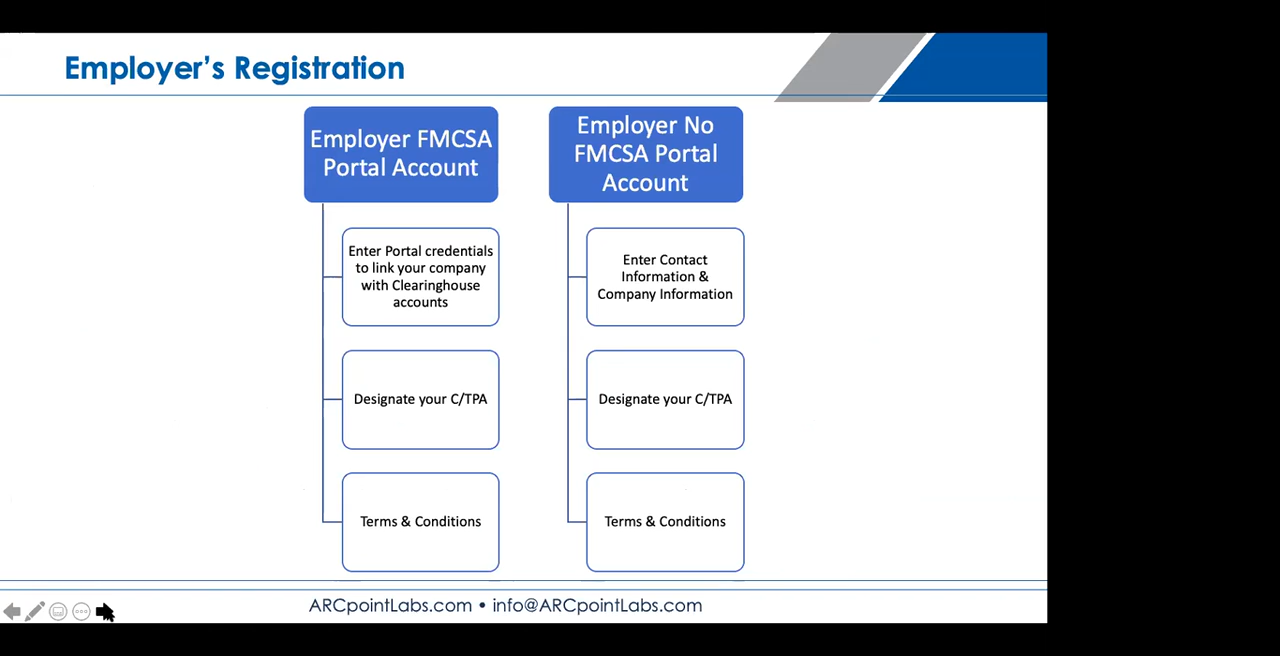 Employer's Registration
Employer FMCSA
Portal Account
Enter Portal credentials
to link your company
with Clearinghouse
accounts
Designate your C/TPA
Terms & Conditions
Employer No
FMCSA Portal
Account
Enter Contact
Information &
Company Information
Designate your C/TPA
Terms & Conditions
ARCpointLabs.com • info@ARCpointLabs.com